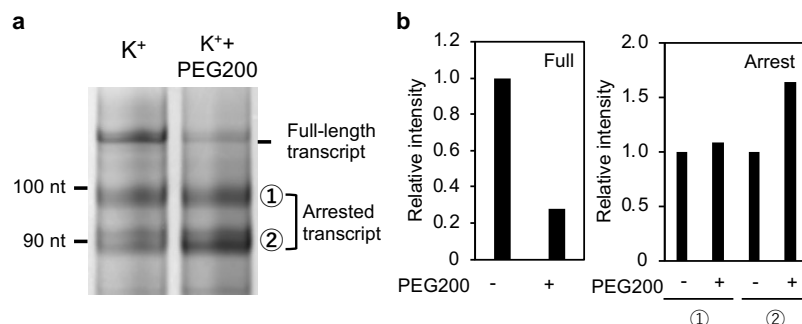 a
K⁺
K⁺+
PEG200
Full-length
transcript
100 nt
①
Arrested
transcript
90 nt
②
b
1.2
1.0
0.8
0.6
0.4
0.2
0
Relative intensity
Full
PEG200
-
+
2.0
1.5
1.0
0.5
0.0
Relative intensity
Arrest
PEG200
- + - +
① ②